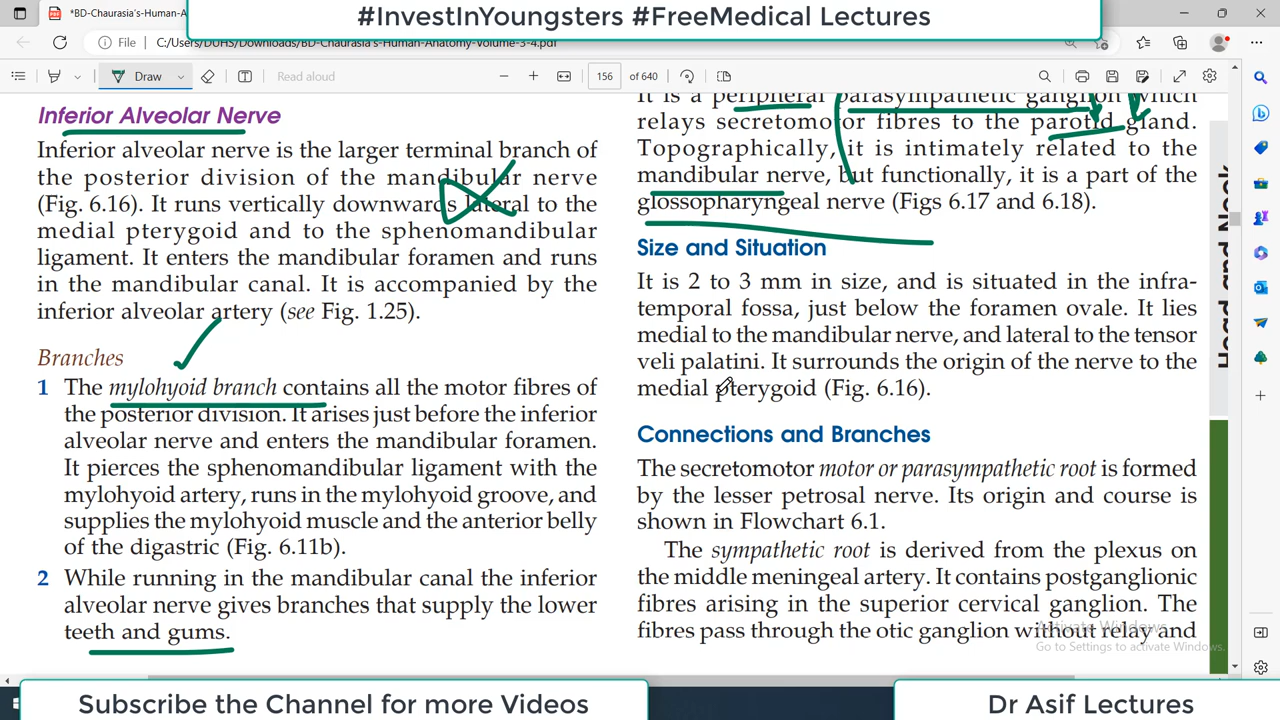 #InvestInYoungsters #FreeMedical Lectures
*BD-Chaurasia's-Human-A
File
C:/Users/DUHS/Downloads/BD-Chaurasia's-Human-Anatomy-Volume-3-4.pdf
Draw
Read aloud
156 of 640
Inferior Alveolar Nerve
Inferior alveolar nerve is the larger terminal branch of
the posterior division of the mandibular nerve
(Fig. 6.16). It runs vertically downwards lateral to the
medial pterygoid and to the sphenomandibular
ligament. It enters the mandibular foramen and runs
in the mandibular canal. It is accompanied by the
inferior alveolar artery (see Fig. 1.25).
Branches
1 The mylohyoid branch contains all the motor fibres of
the posterior division. It arises just before the inferior
alveolar nerve and enters the mandibular foramen.
It pierces the sphenomandibular ligament with the
mylohyoid artery, runs in the mylohyoid groove, and
supplies the mylohyoid muscle and the anterior belly
of the digastric (Fig. 6.11b).
2 While running in the mandibular canal the inferior
alveolar nerve gives branches that supply the lower
teeth and gums.
It is a peripheral parasympathetic ganglion which
relays secretomotor fibres to the parotid gland.
Topographically, it is intimately related to the
mandibular nerve, but functionally, it is a part of the
glossopharyngeal nerve (Figs 6.17 and 6.18).
Size and Situation
It is 2 to 3 mm in size, and is situated in the infra-
temporal fossa, just below the foramen ovale. It lies
medial to the mandibular nerve, and lateral to the tensor
veli palatini. It surrounds the origin of the nerve to the
medial pterygoid (Fig. 6.16).
Connections and Branches
The secretomotor motor or parasympathetic root is formed
by the lesser petrosal nerve. Its origin and course is
shown in Flowchart 6.1.
The sympathetic root is derived from the plexus on
the middle meningeal artery. It contains postganglionic
fibres arising in the superior cervical ganglion. The
fibres pass through the otic ganglion without relay and
Head and Neck
Activate Windows
Go to Settings to activate Windows.
Subscribe the Channel for more Videos
Dr Asif Lectures